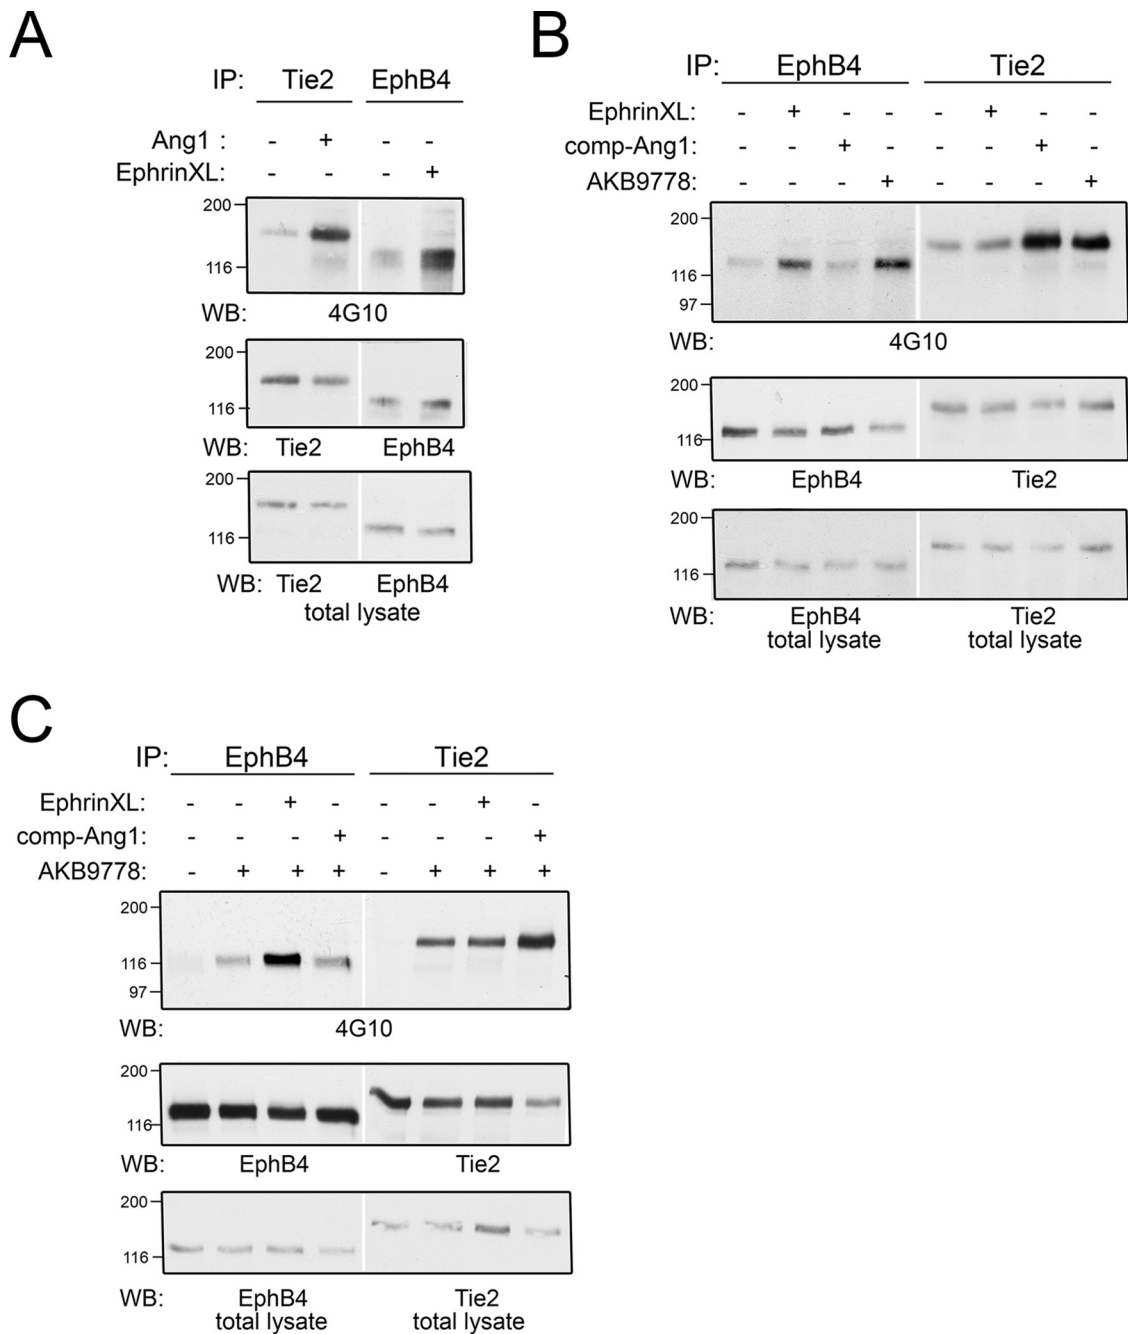 A
IP: Tie2 EphB4
Ang1 : - + - -
EphrinXL: - - - +
200
116
WB: 4G10
200
116
WB: Tie2 EphB4
200
116
WB: Tie2 EphB4
total lysate
B
IP: EphB4 Tie2
EphrinXL: - + - - - + - -
comp-Ang1: - - + - - - + -
AKB9778: - - - + - - - +
200
116
97
WB: 4G10
200
116
WB: EphB4 Tie2
200
116
WB: EphB4 Tie2
total lysate total lysate
C
IP: EphB4 Tie2
EphrinXL: - - + - - - + -
comp-Ang1: - - - + - - - +
AKB9778: - + + + - + + +
200
116
97
WB: 4G10
200
116
WB: EphB4 Tie2
200
116
WB: EphB4 Tie2
total lysate total lysate